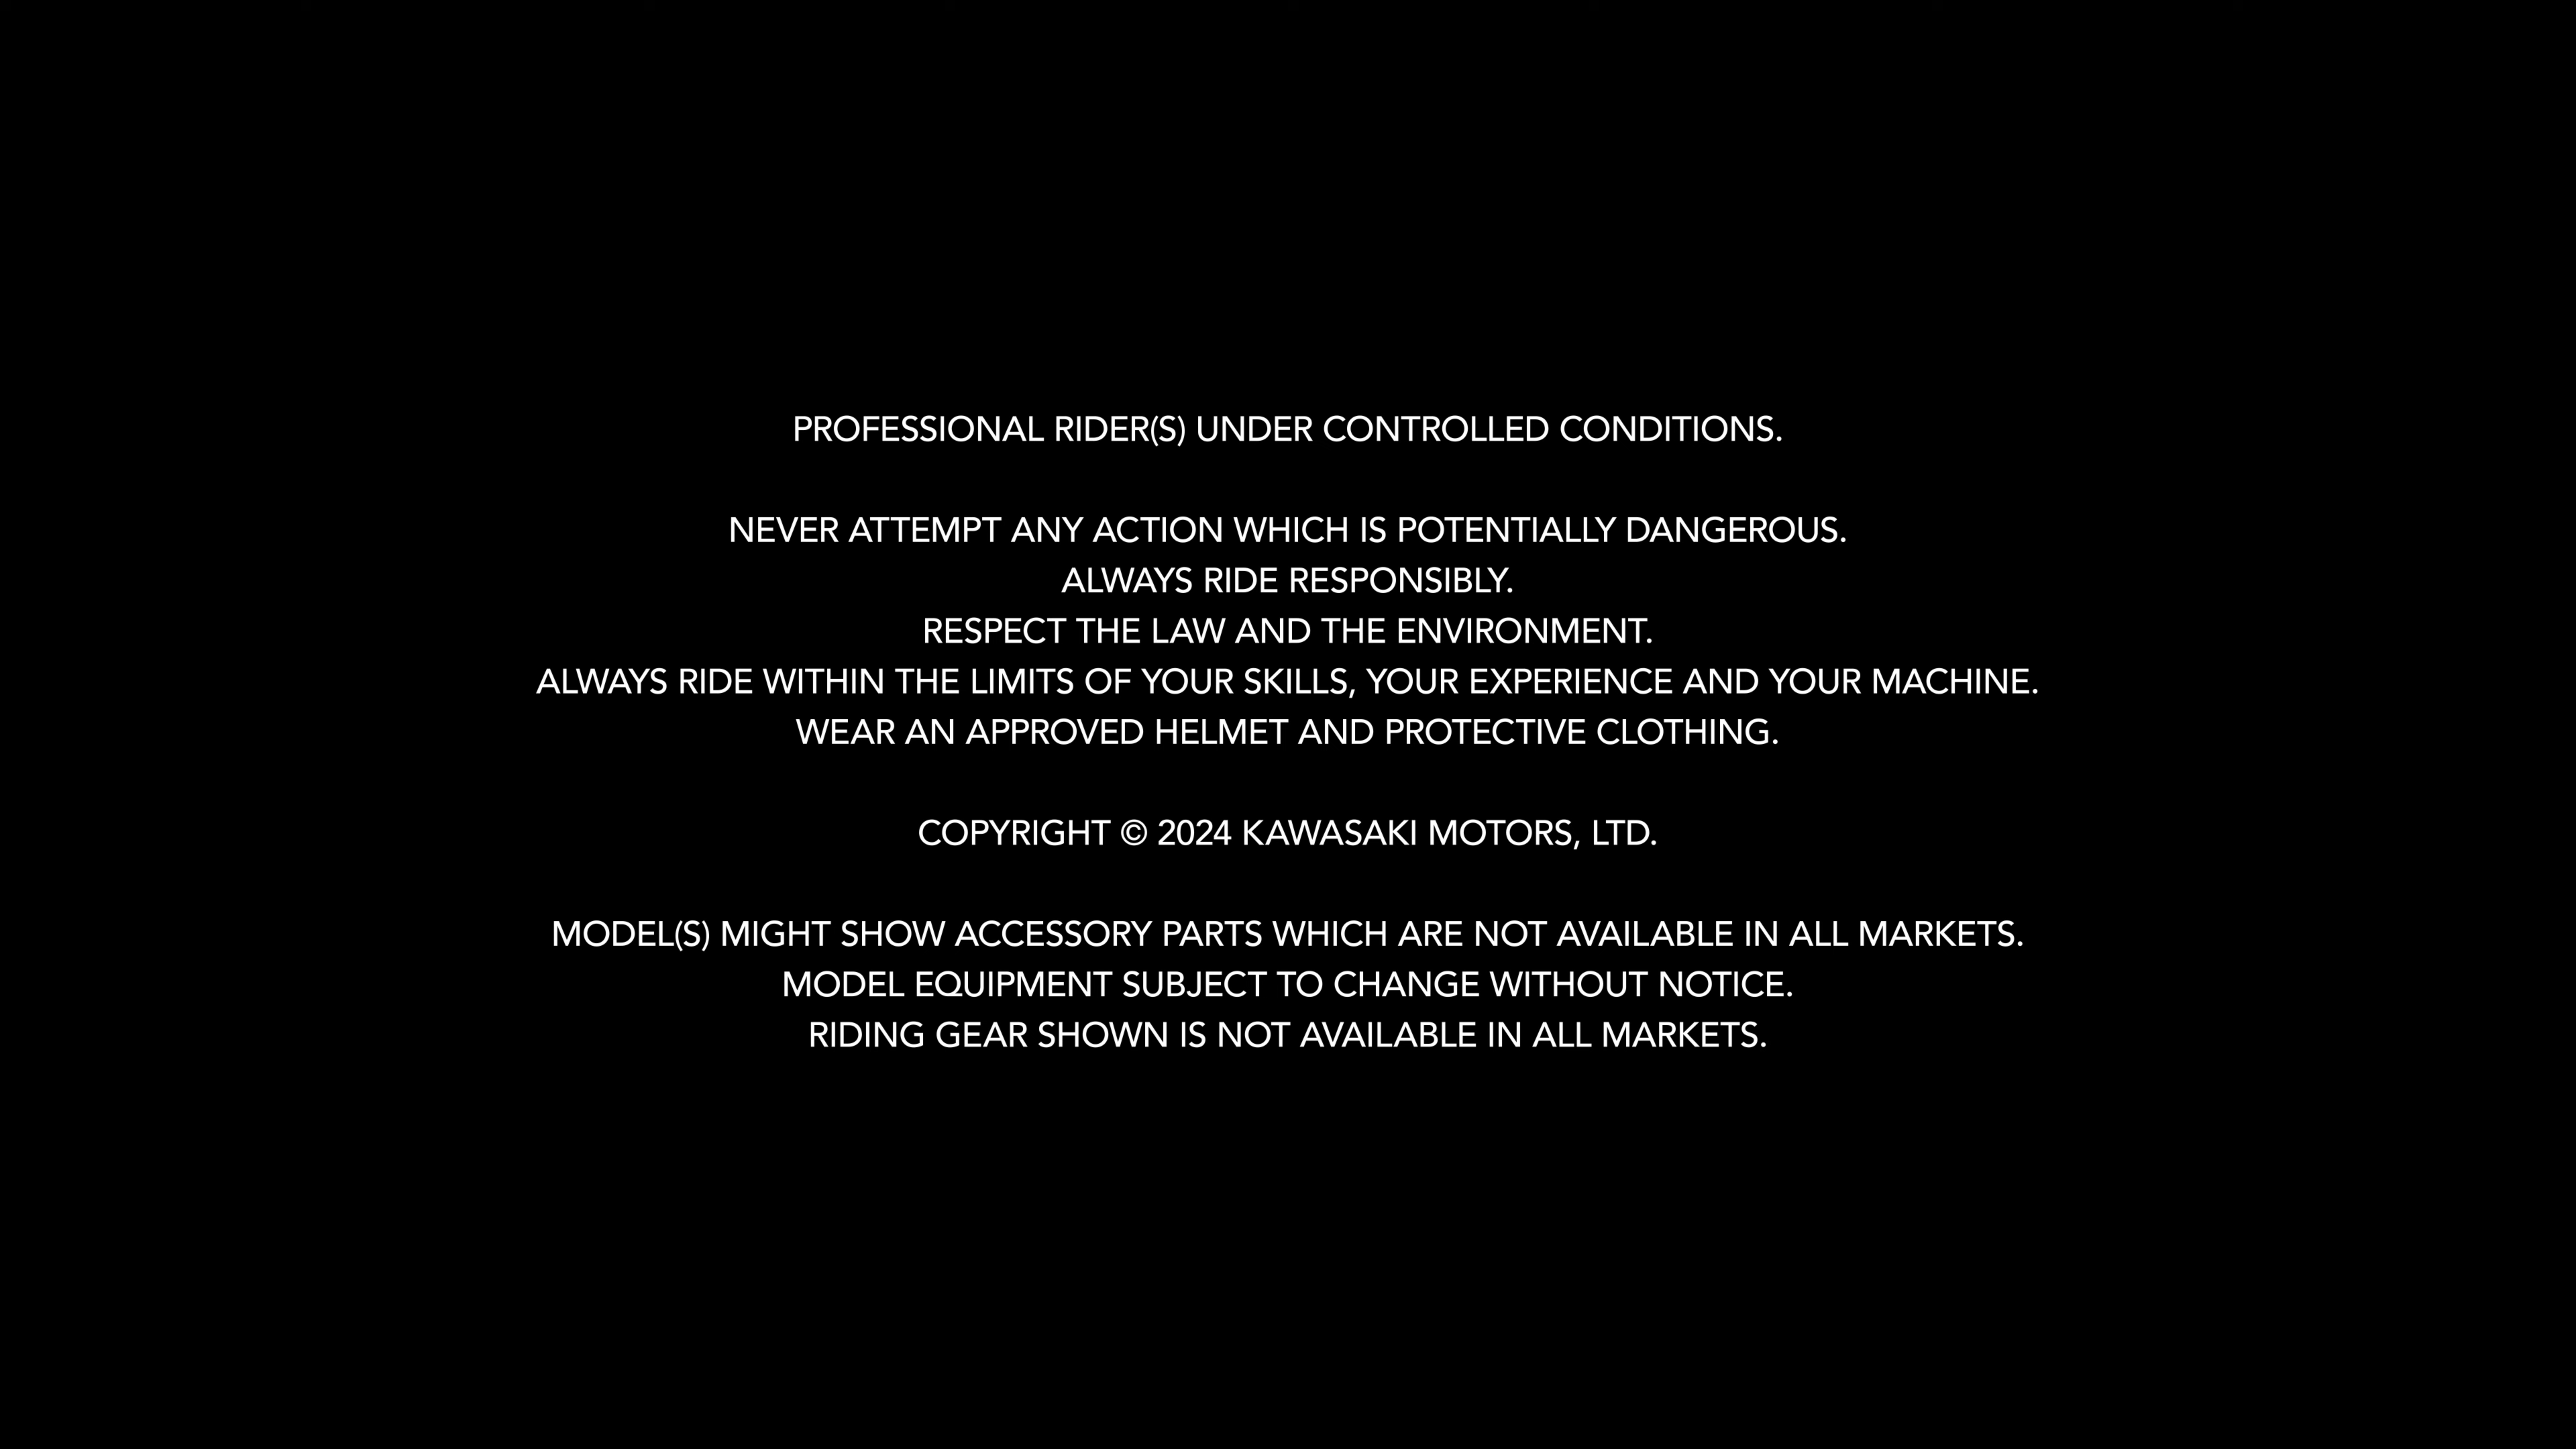 PROFESSIONAL RIDER(S) UNDER CONTROLLED CONDITIONS.
NEVER ATTEMPT ANY ACTION WHICH IS POTENTIALLY DANGEROUS.
ALWAYS RIDE RESPONSIBLY.
RESPECT THE LAW AND THE ENVIRONMENT.
ALWAYS RIDE WITHIN THE LIMITS OF YOUR SKILLS, YOUR EXPERIENCE AND YOUR MACHINE.
WEAR AN APPROVED HELMET AND PROTECTIVE CLOTHING.
COPYRIGHT © 2024 KAWASAKI MOTORS, LTD.
MODEL(S) MIGHT SHOW ACCESSORY PARTS WHICH ARE NOT AVAILABLE IN ALL MARKETS.
MODEL EQUIPMENT SUBJECT TO CHANGE WITHOUT NOTICE.
RIDING GEAR SHOWN IS NOT AVAILABLE IN ALL MARKETS.